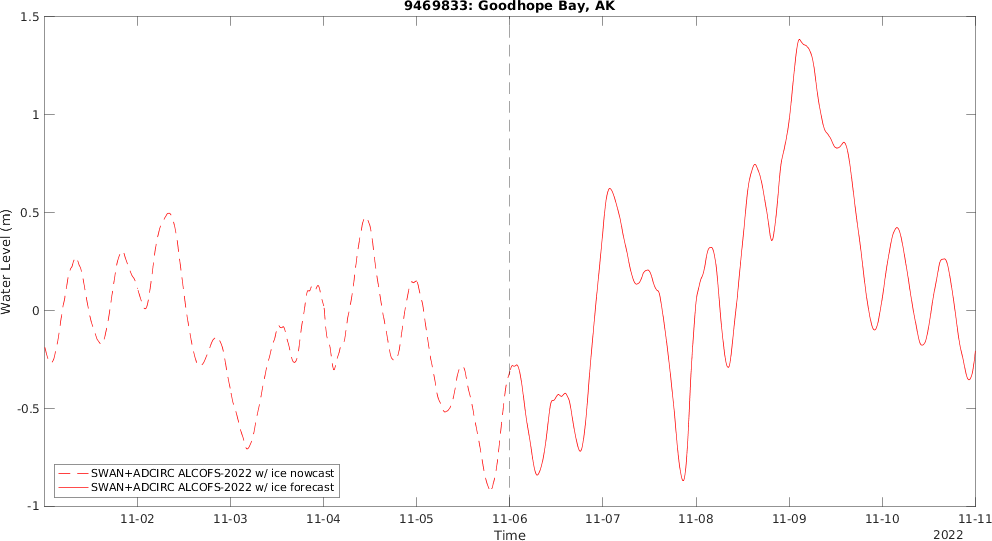 9469833: Goodhope Bay, AK
Water Level (m)
1.5
1
0.5
0
-0.5
-1
SWAN+ADCIRC ALCOFS-2022 w/ ice nowcast
SWAN+ADCIRC ALCOFS-2022 w/ ice forecast
11-02 11-03 11-04 11-05 11-06 11-07 11-08 11-09 11-10 11-11
Time
2022